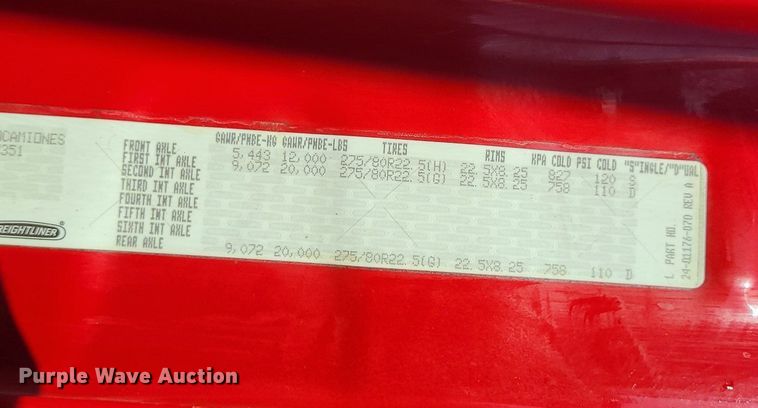 OCAMIONES
351
GAWR/PNBE-KG GAWR/PNBE-LBS TIRES RIMS KPA COLD PSI COLD "S"INGLE/"D"UAL
FRONT AXLE 5,443 12,000 275/80R22.5(H) 22.5X8.25 827 120 S
FIRST INT AXLE 9,072 20,000 275/80R22.5(G) 22.5X8.25 758 110 D
SECOND INT AXLE
THIRD INT AXLE
FOURTH INT AXLE
FIFTH INT AXLE
SIXTH INT AXLE
REAR AXLE 9,072 20,000 275/80R22.5(G) 22.5X8.25 758 110 D
REIGHTLINER
L PART NO.
24-01176-070 REV A
Purple Wave Auction